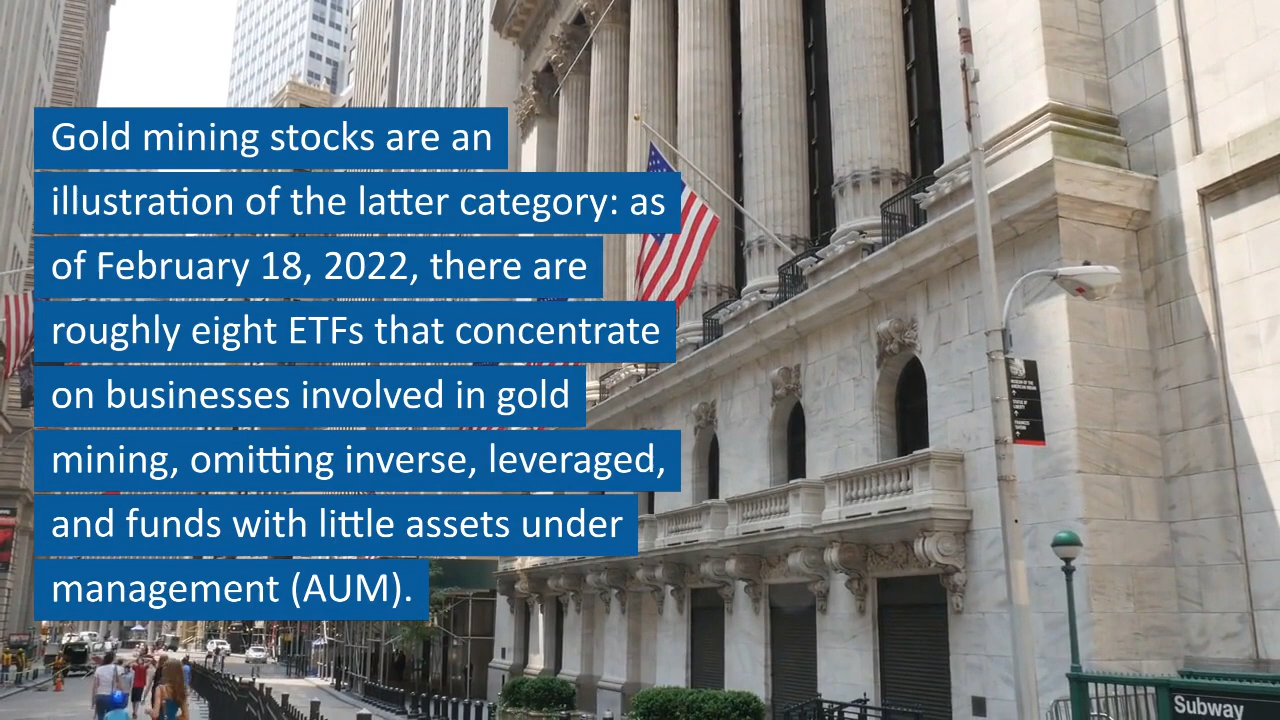 Gold mining stocks are an
illustration of the latter category: as
of February 18, 2022, there are
roughly eight ETFs that concentrate
on businesses involved in gold
mining, omitting inverse, leveraged,
and funds with little assets under
management (AUM).
Subway